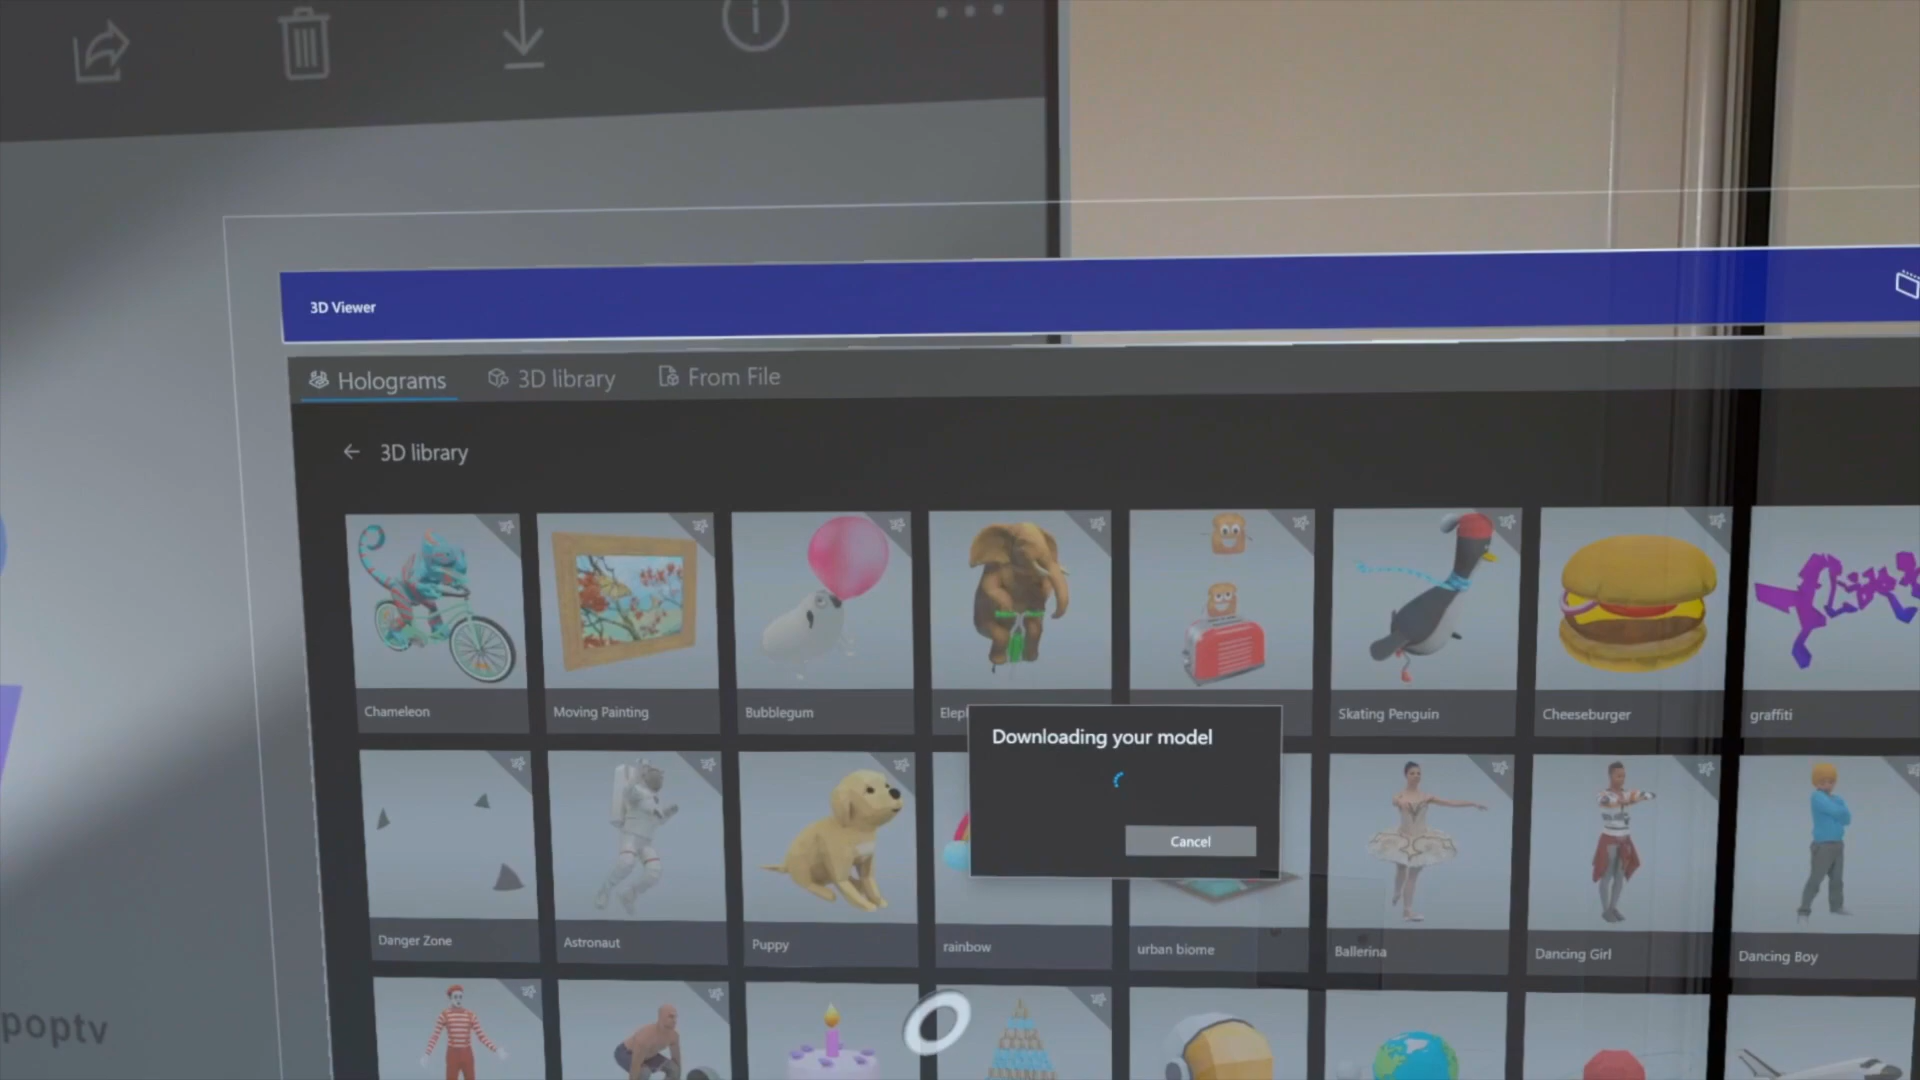 3D Viewer
Holograms
3D library
From File
3D library
Chameleon
Moving Painting
Bubblegum
Skating Penguin
Cheeseburger
graffiti
Downloading your model
Cancel
Danger Zone
Astronaut
Puppy
rainbow
urban biome
Ballerina
Dancing Girl
Dancing Boy
poptv